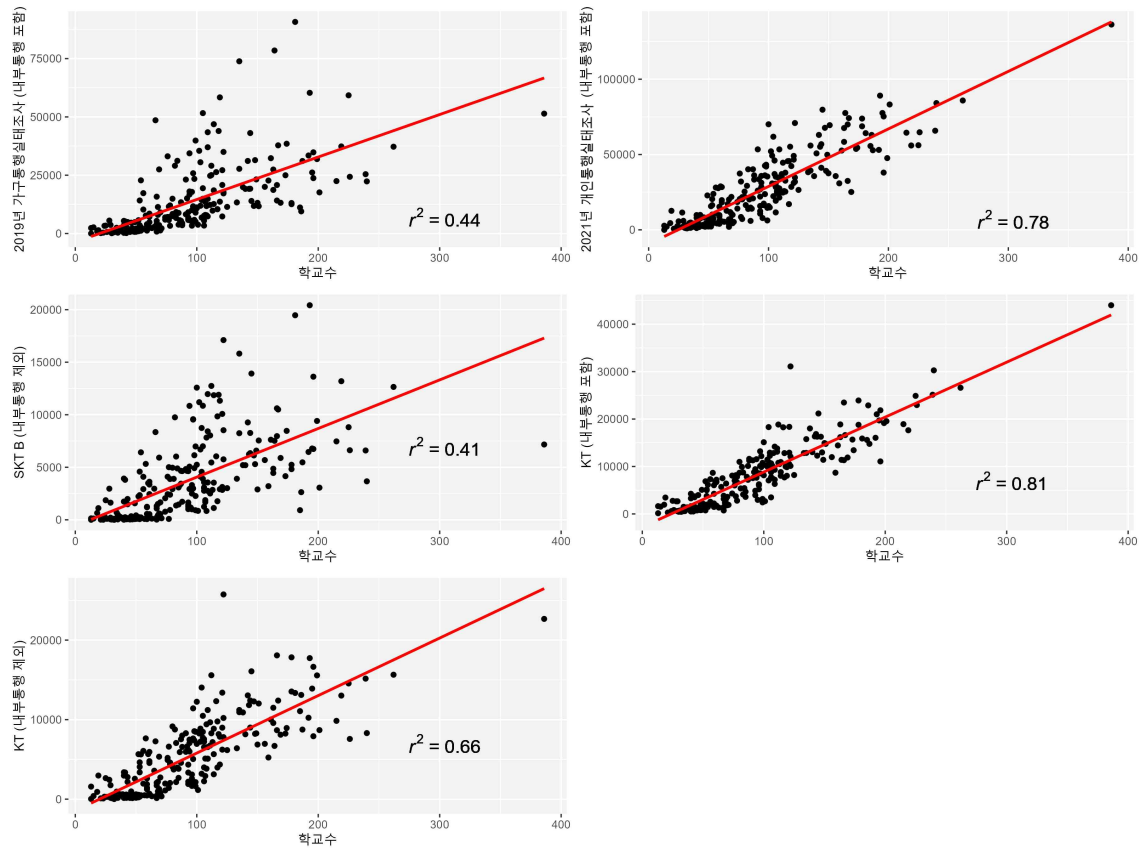 2019년 가구통행실태조사 (내부통행 포함)
75000
50000
25000
0
r² = 0.44
0 100 200 300 400
학교수
2021년 개인통행실태조사 (내부통행 포함)
100000
50000
0
r² = 0.78
0 100 200 300 400
학교수
SKT B (내부통행 제외)
20000
15000
10000
5000
0
r² = 0.41
0 100 200 300 400
학교수
KT (내부통행 포함)
40000
30000
20000
10000
0
r² = 0.81
0 100 200 300 400
학교수
KT (내부통행 제외)
20000
10000
0
r² = 0.66
0 100 200 300 400
학교수